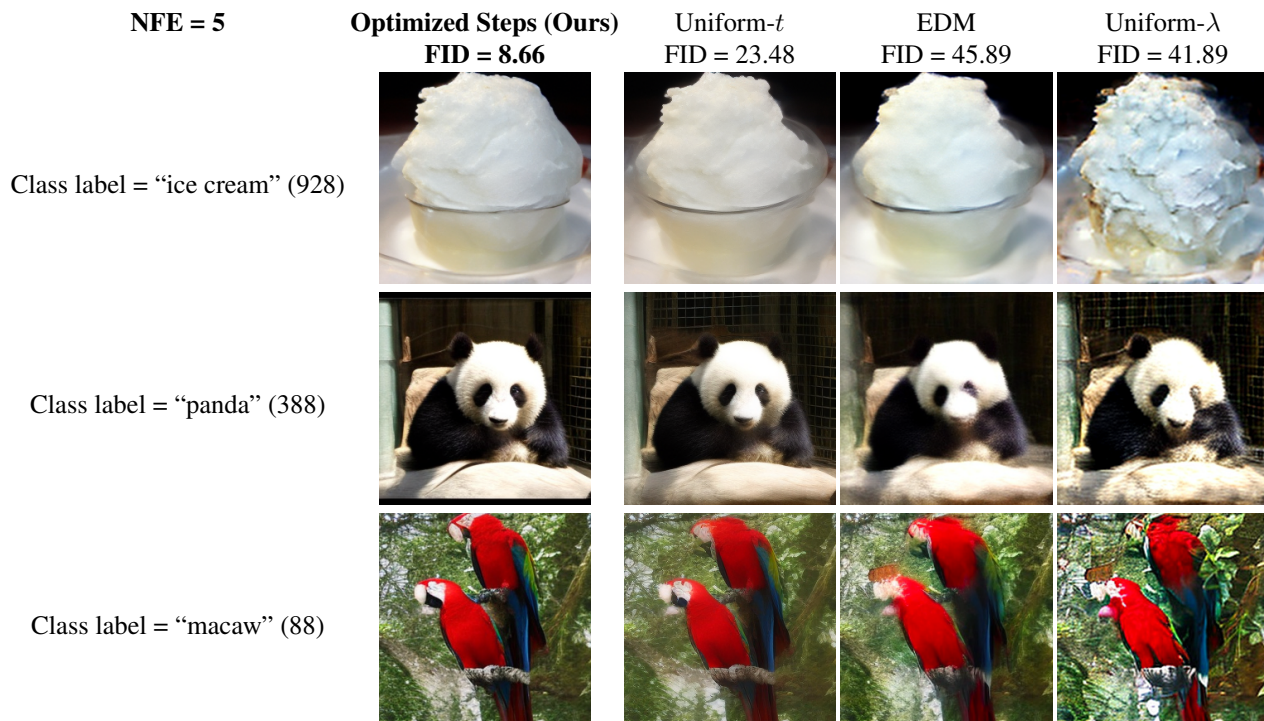 NFE = 5
Optimized Steps (Ours)
FID = 8.66
Uniform-t
FID = 23.48
EDM
FID = 45.89
Uniform-λ
FID = 41.89
Class label = “ice cream” (928)
Class label = “panda” (388)
Class label = “macaw” (88)